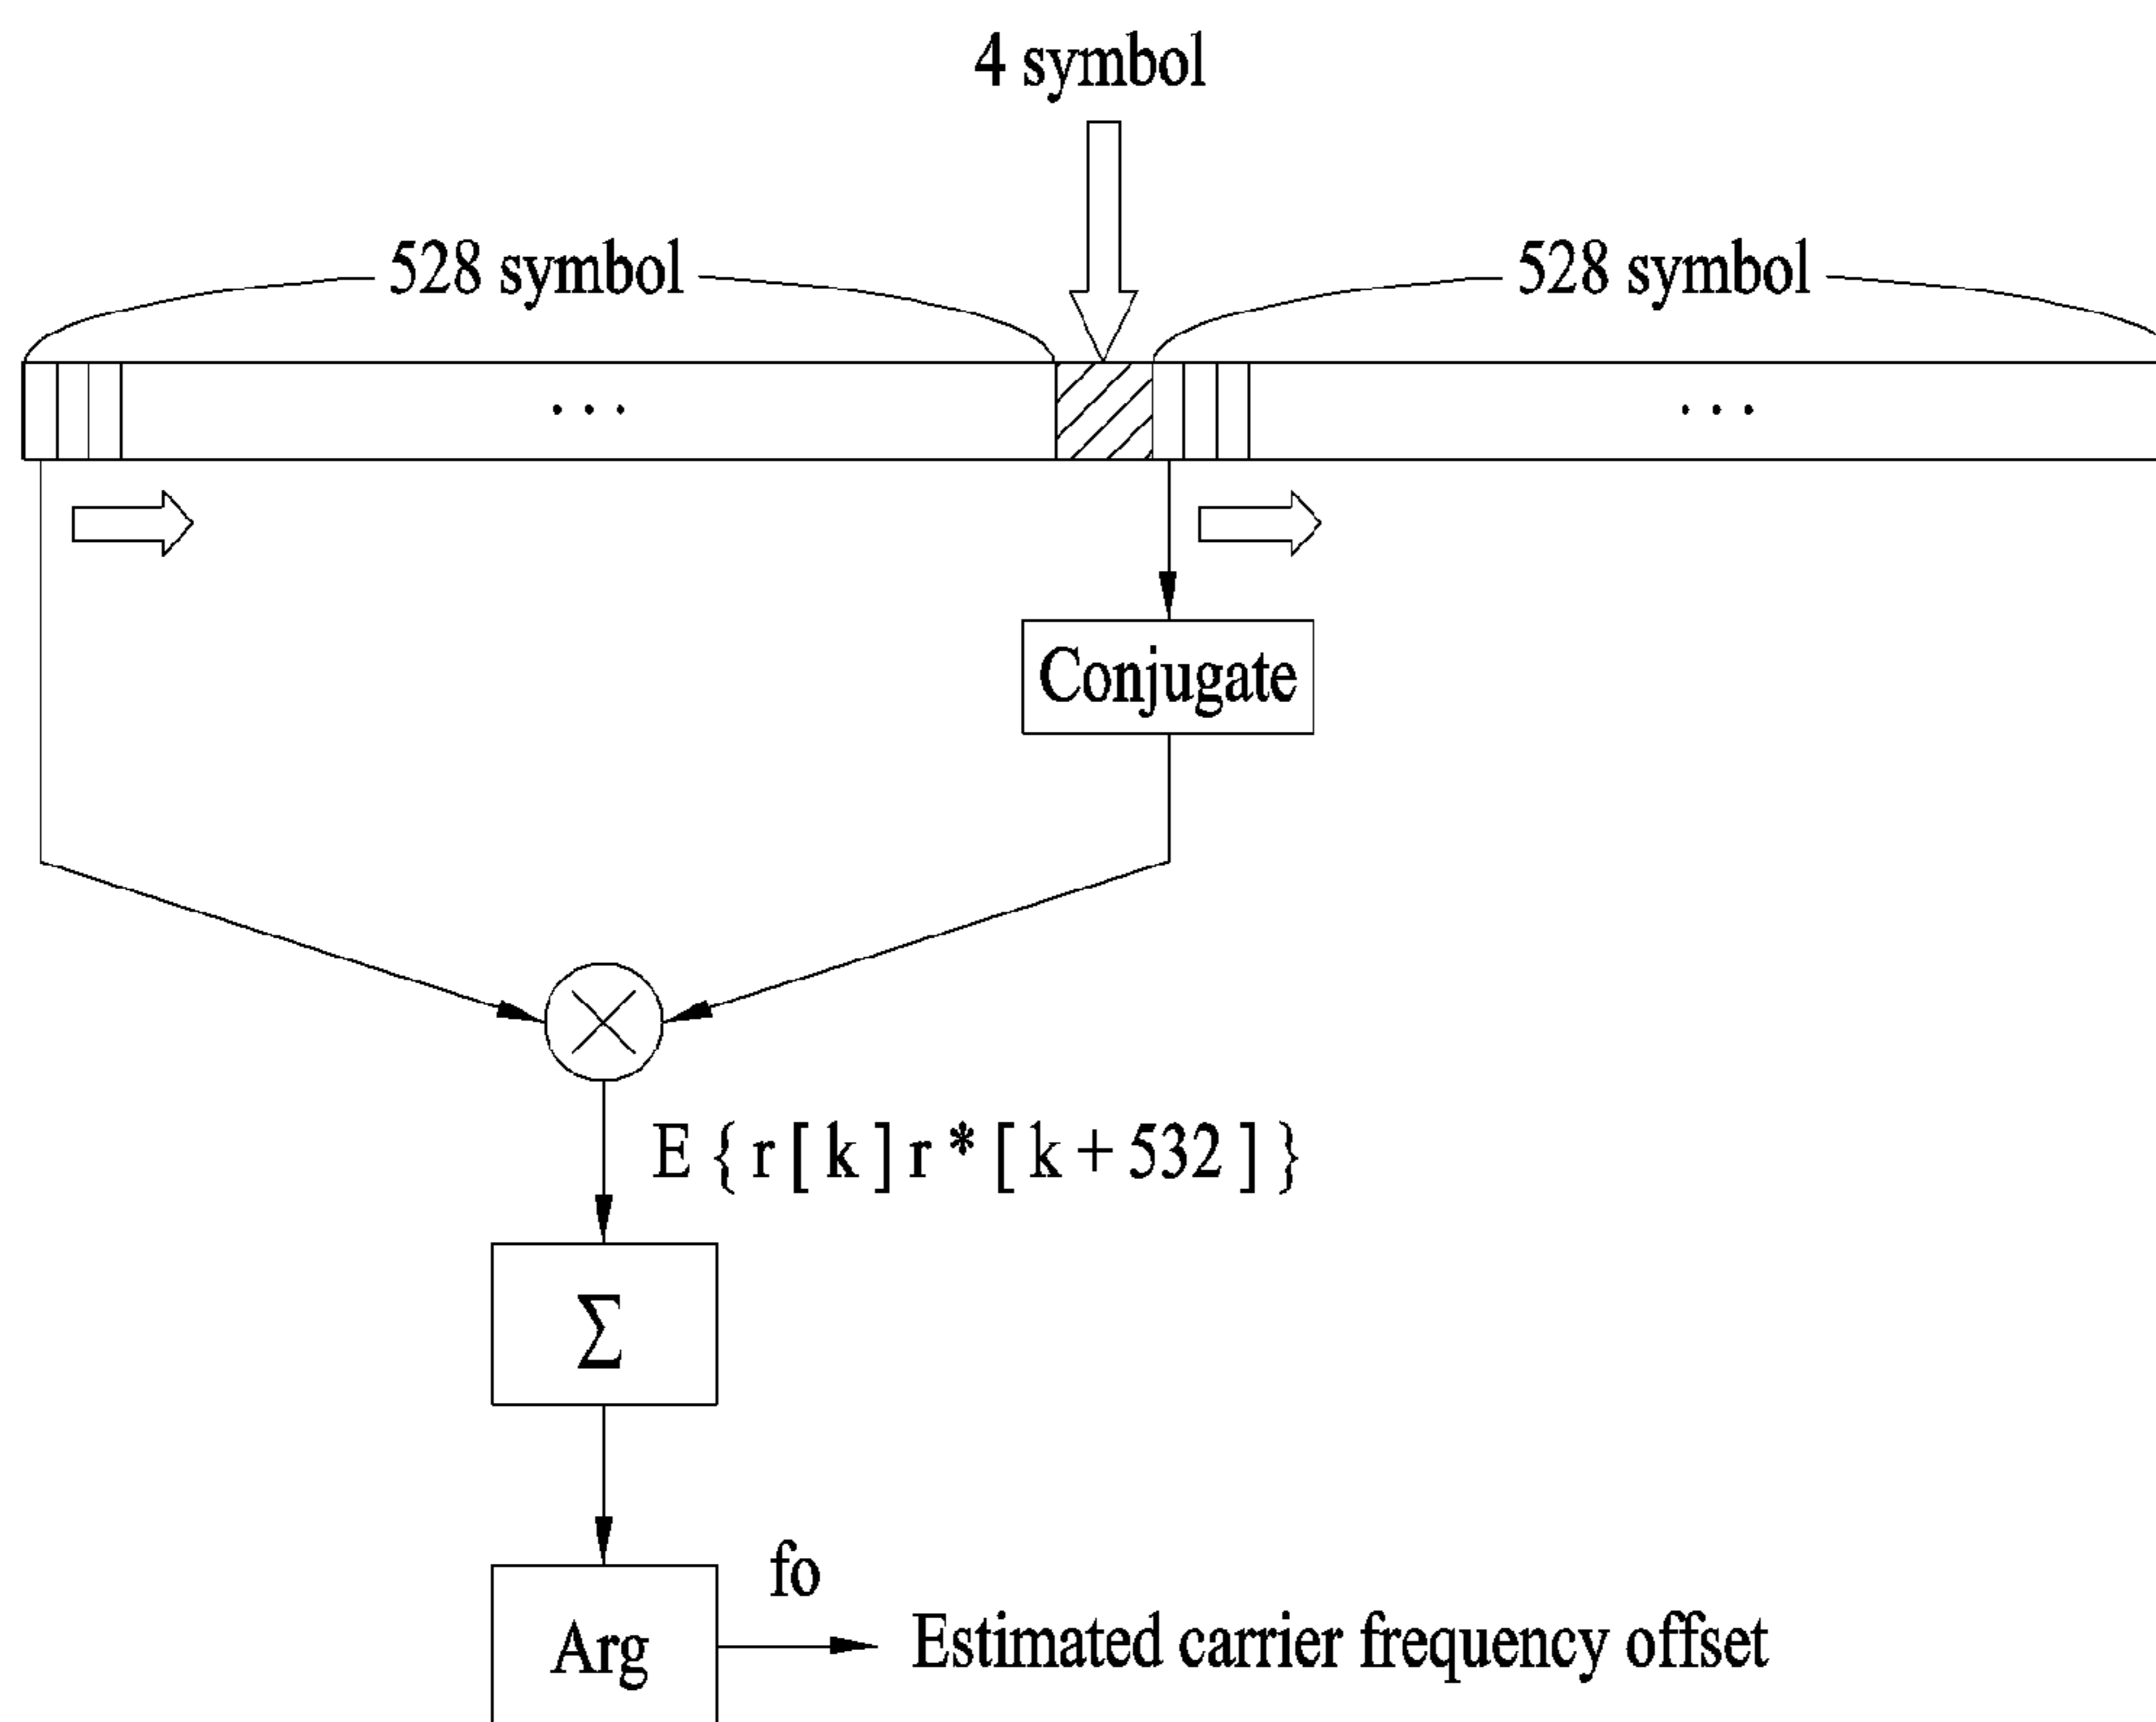 4 symbol
528 symbol
528 symbol
...
...
Conjugate
E { r [ k ] r * [ k + 532 ] }
Σ
fo
Arg
Estimated carrier frequency offset